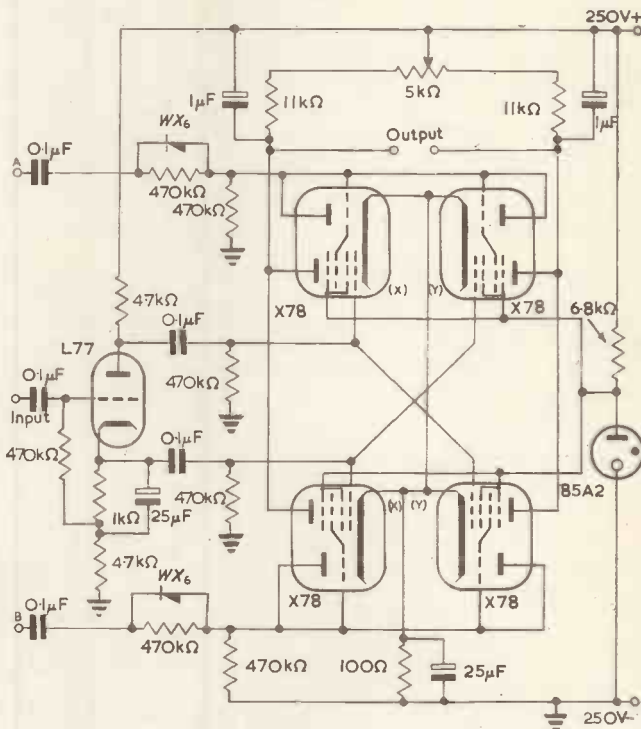 250V+
1μF
11kΩ
5kΩ
11kΩ
1μF
WX6
Output
0·1μF
A
470kΩ
470kΩ
(X)
(Y)
X78
X78
6·8kΩ
4·7kΩ
0·1μF
L77
0·1μF
Input
470kΩ
0·1μF
470kΩ
85A2
470kΩ
1kΩ
25μF
(X)
(Y)
4·7kΩ
WX6
X78
X78
0·1μF
B
470kΩ
470kΩ
100Ω
25μF
250V-